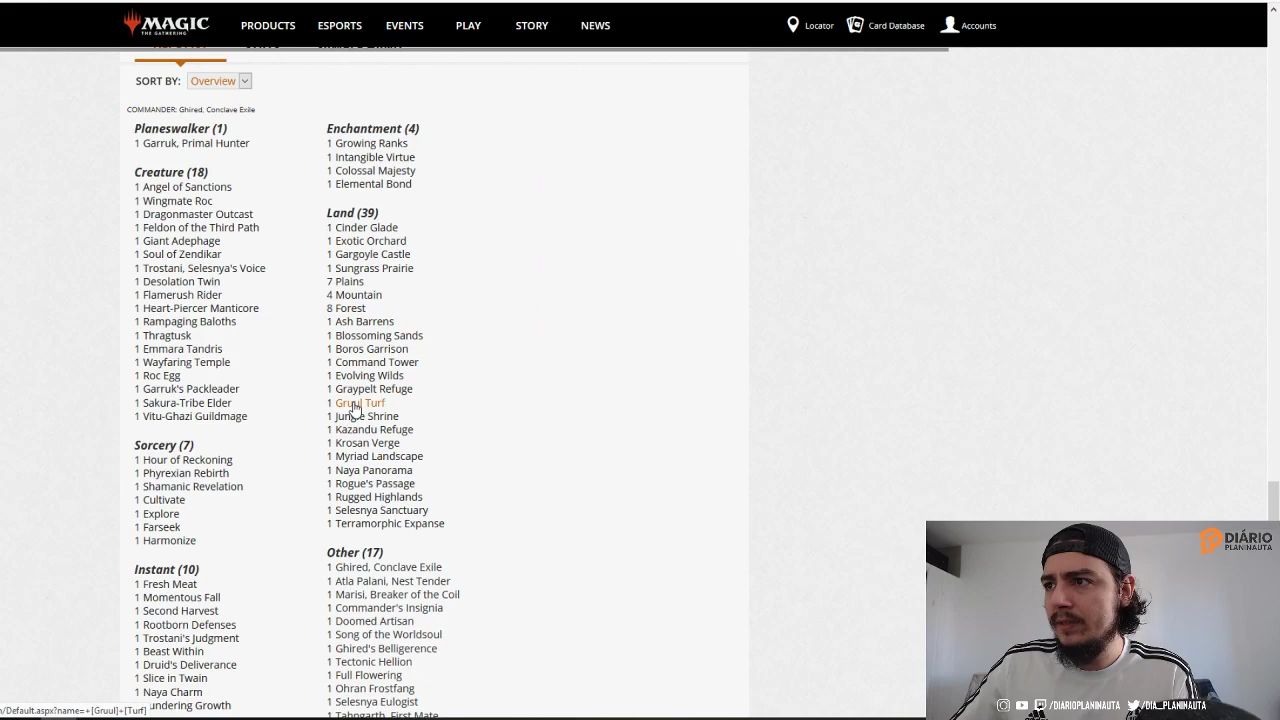 MAGIC
THE GATHERING
PRODUCTS
ESPORTS
EVENTS
PLAY
STORY
NEWS
Locator
Card Database
Accounts
SORT BY: Overview
COMMANDER: Ghired, Conclave Exile
Planeswalker (1)
1 Garruk, Primal Hunter
Creature (18)
1 Angel of Sanctions
1 Wingmate Roc
1 Dragonmaster Outcast
1 Feldon of the Third Path
1 Giant Adephage
1 Soul of Zendikar
1 Trostani, Selesnya's Voice
1 Desolation Twin
1 Flamerush Rider
1 Heart-Piercer Manticore
1 Rampaging Baloths
1 Thragtusk
1 Emmara Tandris
1 Wayfaring Temple
1 Roc Egg
1 Garruk's Packleader
1 Sakura-Tribe Elder
1 Vitu-Ghazi Guildmage
Sorcery (7)
1 Hour of Reckoning
1 Phyrexian Rebirth
1 Shamanic Revelation
1 Cultivate
1 Explore
1 Farseek
1 Harmonize
Instant (10)
1 Fresh Meat
1 Momentous Fall
1 Second Harvest
1 Rootborn Defenses
1 Trostani's Judgment
1 Beast Within
1 Druid's Deliverance
1 Slice in Twain
1 Naya Charm
undering Growth
Enchantment (4)
1 Growing Ranks
1 Intangible Virtue
1 Colossal Majesty
1 Elemental Bond
Land (39)
1 Cinder Glade
1 Exotic Orchard
1 Gargoyle Castle
1 Sungrass Prairie
7 Plains
4 Mountain
8 Forest
1 Ash Barrens
1 Blossoming Sands
1 Boros Garrison
1 Command Tower
1 Evolving Wilds
1 Graypelt Refuge
1 Gruul Turf
1 Jungle Shrine
1 Kazandu Refuge
1 Krosan Verge
1 Myriad Landscape
1 Naya Panorama
1 Rogue's Passage
1 Rugged Highlands
1 Selesnya Sanctuary
1 Terramorphic Expanse
Other (17)
1 Ghired, Conclave Exile
1 Atla Palani, Nest Tender
1 Marisi, Breaker of the Coil
1 Commander's Insignia
1 Doomed Artisan
1 Song of the Worldsoul
1 Ghired's Belligerence
1 Tectonic Hellion
1 Full Flowering
1 Ohran Frostfang
1 Selesnya Eulogist
1 Tahngarth, First Mate
n/Default.aspx?name=+[Gruul]+[Turf]
DIÁRIO
PLANINAUTA
/DIARIOPLANINAUTA
/DIA_PLANINAUTA